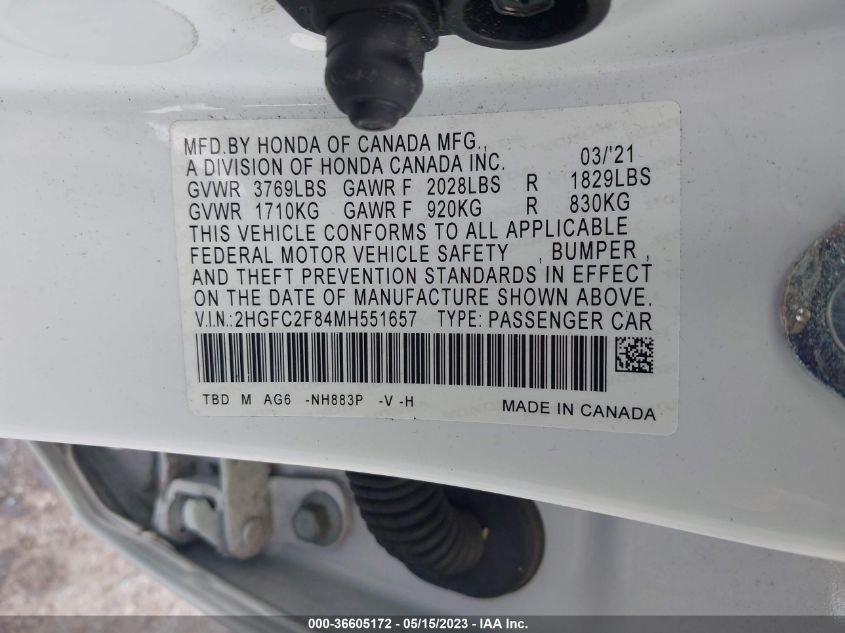 MFD.BY HONDA OF CANADA MFG.,
A DIVISION OF HONDA CANADA INC. 03/'21
GVWR 3769LBS GAWR F 2028LBS R 1829LBS
GVWR 1710KG GAWR F 920KG R 830KG
THIS VEHICLE CONFORMS TO ALL APPLICABLE
FEDERAL MOTOR VEHICLE SAFETY , BUMPER ,
AND THEFT PREVENTION STANDARDS IN EFFECT
ON THE DATE OF MANUFACTURE SHOWN ABOVE.
V.I.N.:2HGFC2F84MH551657 TYPE: PASSENGER CAR
TBD M AG6 -NH883P -V -H
MADE IN CANADA
000-36605172 — 05/15/2023 — IAA Inc.